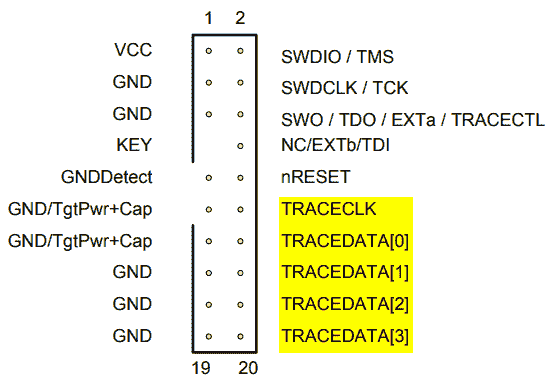 1 2
VCC SWDIO / TMS
GND SWDCLK / TCK
GND SWO / TDO / EXTa / TRACECTL
KEY NC/EXTb/TDI
GNDDetect nRESET
GND/TgtPwr+Cap TRACECLK
GND/TgtPwr+Cap TRACEDATA[0]
GND TRACEDATA[1]
GND TRACEDATA[2]
GND TRACEDATA[3]
19 20